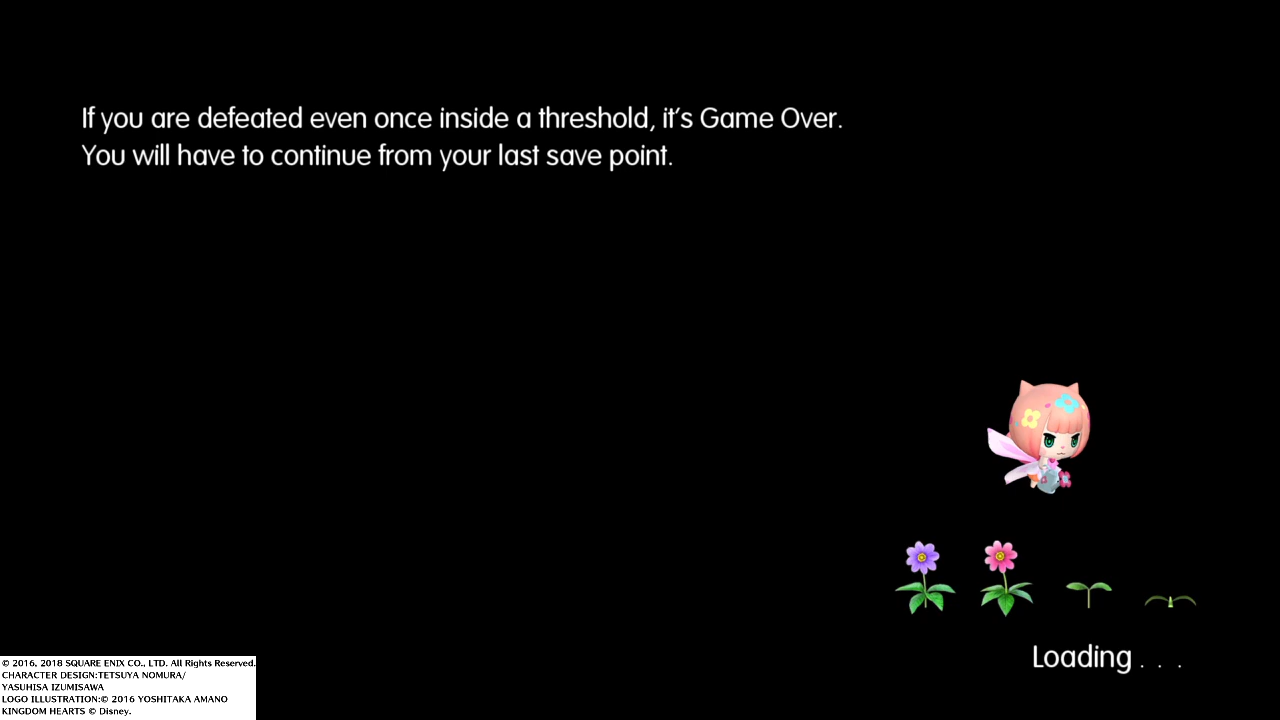 If you are defeated even once inside a threshold, it's Game Over.
You will have to continue from your last save point.
Loading . . .
© 2016, 2018 SQUARE ENIX CO., LTD. All Rights Reserved.
CHARACTER DESIGN:TETSUYA NOMURA/
YASUHISA IZUMISAWA
LOGO ILLUSTRATION:© 2016 YOSHITAKA AMANO
KINGDOM HEARTS © Disney.